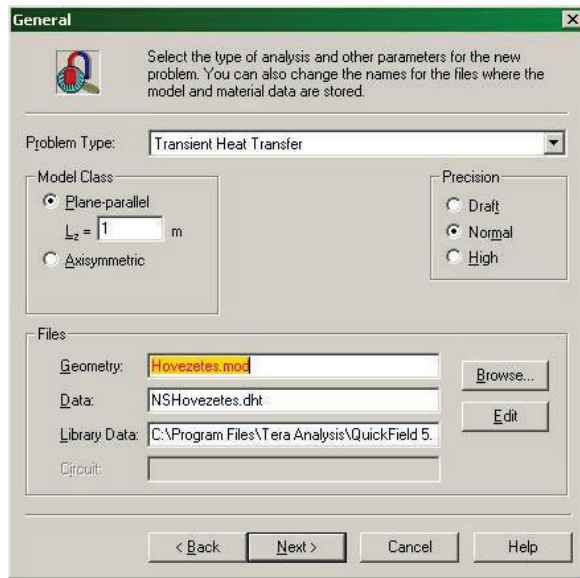 General
Select the type of analysis and other parameters for the new
problem. You can also change the names for the files where the
model and material data are stored.
Problem Type: Transient Heat Transfer
Model Class
Plane-parallel
Lz = 1 m
Axisymmetric
Precision
Draft
Normal
High
Files
Geometry: Hovezetes.mod
Data: NSHovezetes.dht
Library Data: C:\Program Files\Tera Analysis\QuickField 5.
Circuit:
Browse...
Edit
< Back Next > Cancel Help